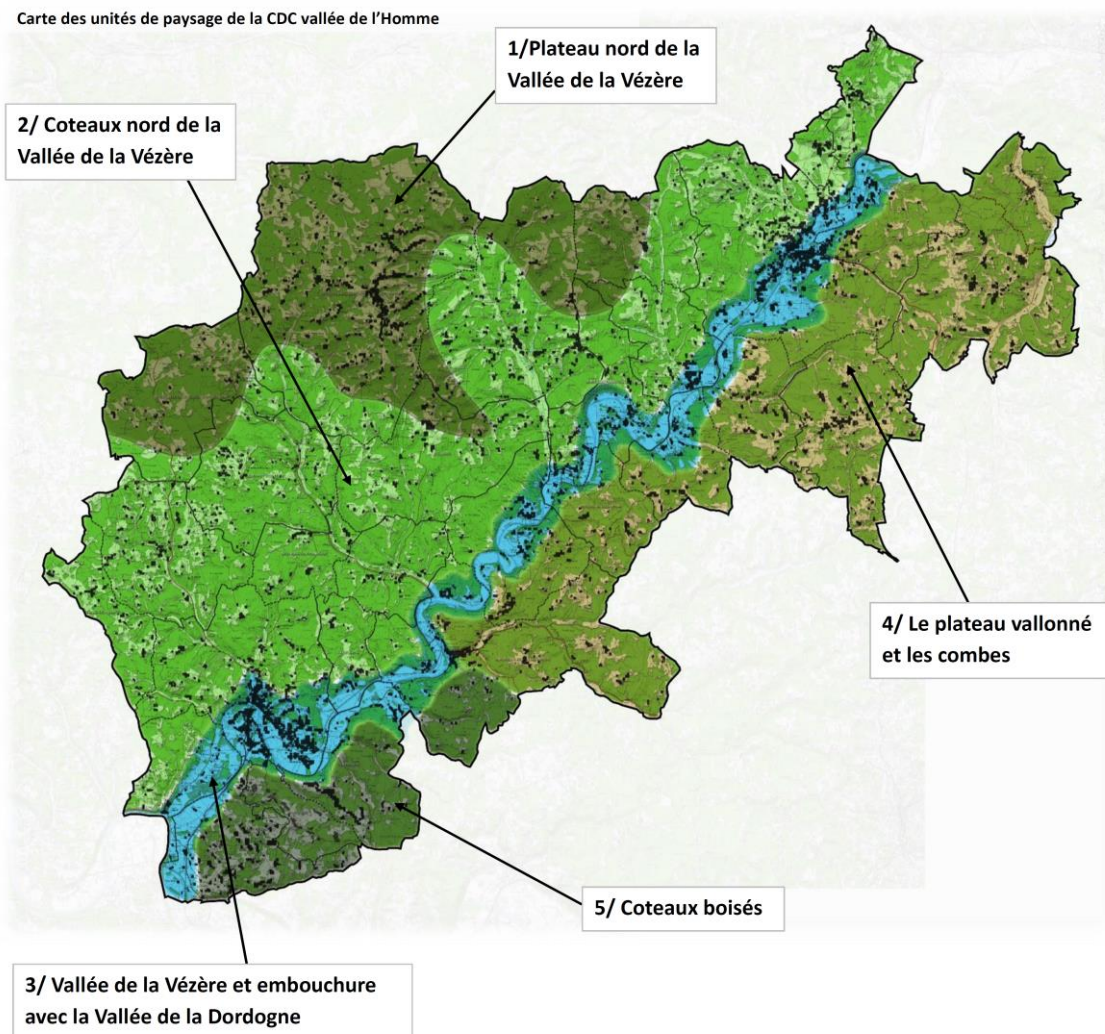 Carte des unités de paysage de la CDC vallée de l’Homme
1/Plateau nord de la
Vallée de la Vézère
2/ Coteaux nord de la
Vallée de la Vézère
4/ Le plateau vallonné
et les combes
5/ Coteaux boisés
3/ Vallée de la Vézère et embouchure
avec la Vallée de la Dordogne